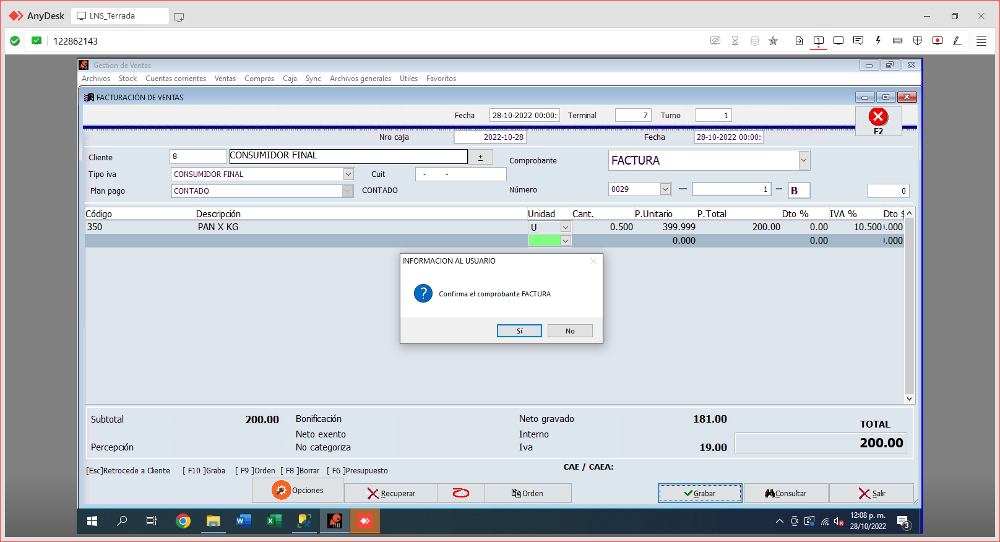 AnyDesk LNS_Terrada
122862143
Gestion de Ventas
Archivos Stock Cuentas corrientes Ventas Compras Caja Sync Archivos generales Utiles Favoritos
FACTURACIÓN DE VENTAS
Fecha 28-10-2022 00:00: Terminal 7 Turno 1
F2
Nro caja 2022-10-28 Fecha 28-10-2022 00:00:
Cliente 8 CONSUMIDOR FINAL + Comprobante FACTURA
Tipo iva CONSUMIDOR FINAL Cuit - -
Plan pago CONTADO CONTADO Número 0029 — 1 — B 0
Código Descripción Unidad Cant. P.Unitario P.Total Dto % IVA % Dto $
350 PAN X KG U 0.500 399.999 200.00 0.00 10.500 ).000
0.000 0.00 ).000
INFORMACION AL USUARIO
? Confirma el comprobante FACTURA
Sí No
Subtotal 200.00 Bonificación Neto gravado 181.00 TOTAL
Neto exento Interno 200.00
Percepción No categoriza Iva 19.00
[Esc]Retrocede a Cliente [ F10 ]Graba [ F9 ]Orden [ F8 ]Borrar [ F6 ]Presupuesto CAE / CAEA:
Opciones Recuperar Orden Grabar Consultar Salir
12:08 p. m.
28/10/2022
3